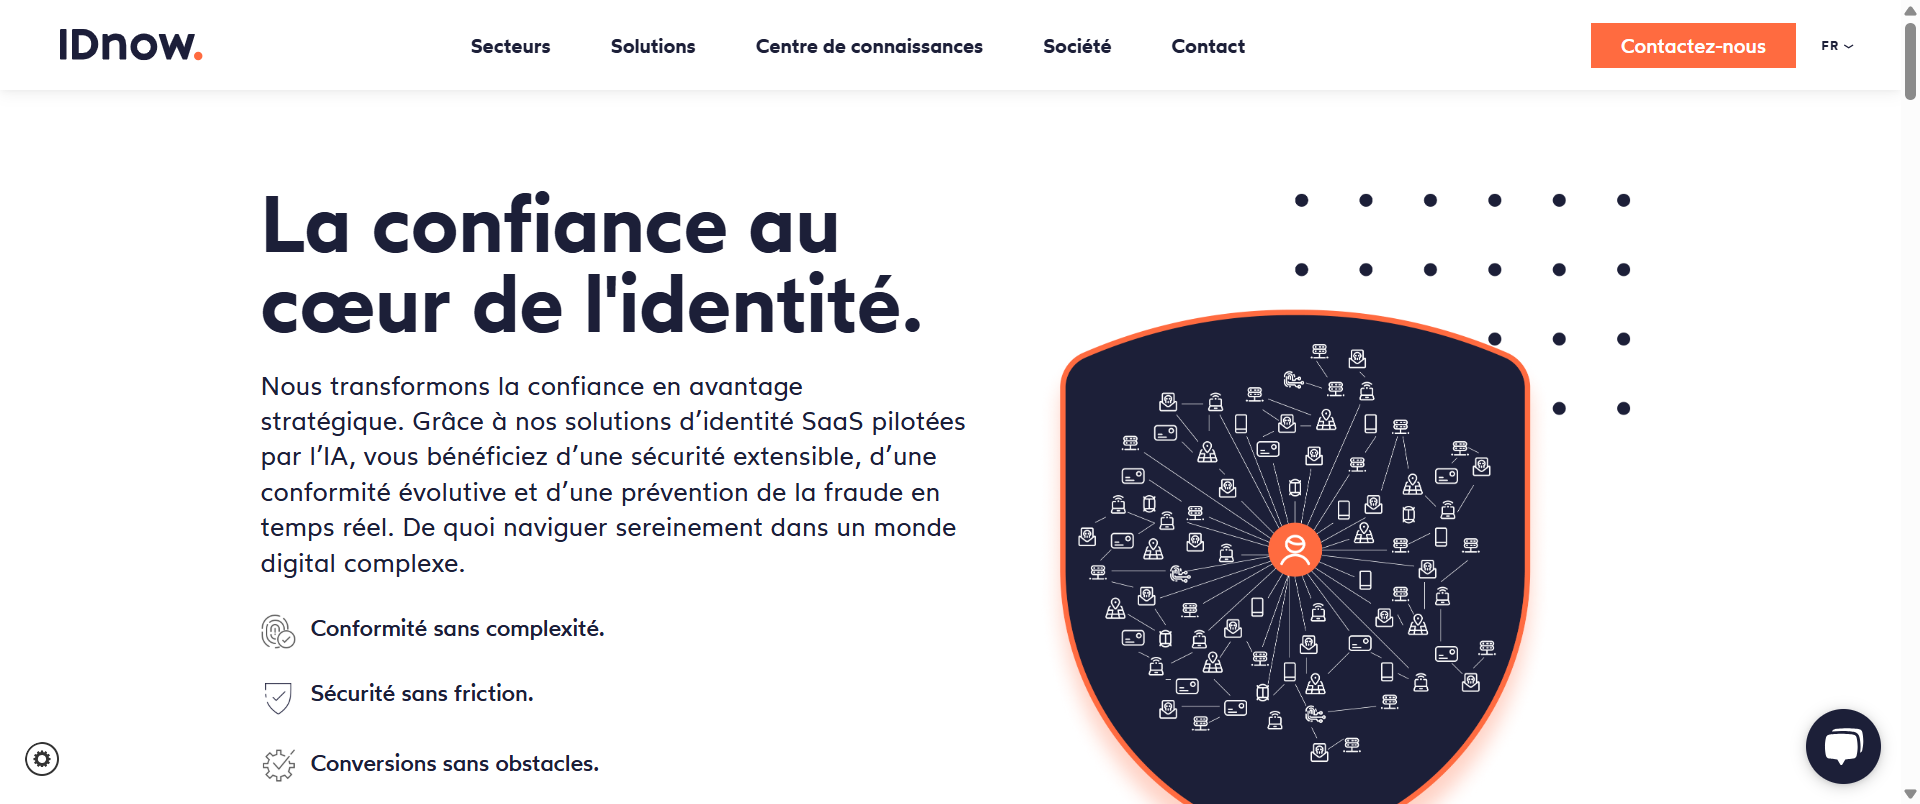 IDnow.
Secteurs Solutions Centre de connaissances Société Contact
Contactez-nous FR
La confiance au
cœur de l'identité.
Nous transformons la confiance en avantage
stratégique. Grâce à nos solutions d’identité SaaS pilotées
par l’IA, vous bénéficiez d’une sécurité extensible, d’une
conformité évolutive et d’une prévention de la fraude en
temps réel. De quoi naviguer sereinement dans un monde
digital complexe.
Conformité sans complexité.
Sécurité sans friction.
Conversions sans obstacles.